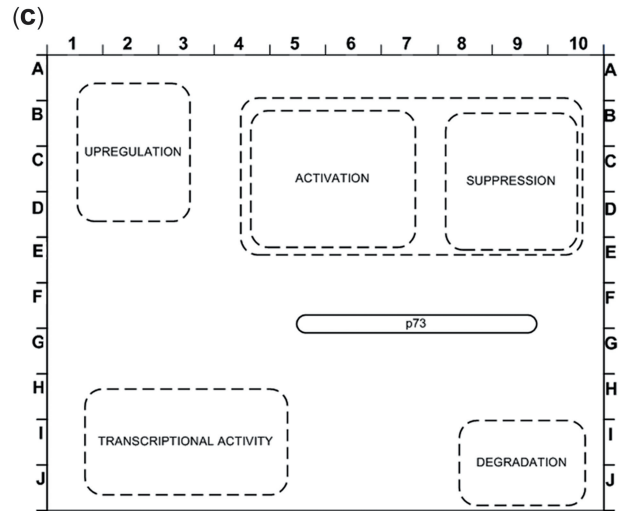 (c)
1 2 3 4 5 6 7 8 9 10
A A
B B
UPREGULATION
C C
ACTIVATION SUPPRESSION
D D
E E
F F
p73
G G
H H
I I
TRANSCRIPTIONAL ACTIVITY
DEGRADATION
J J